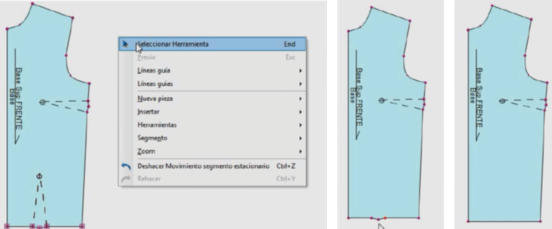 Base Sup FRENTE
Base
Seleccionar Herramienta End
Previo Esc
Líneas guía
Líneas guías
Nueva pieza
Insertar
Herramientas
Segmento
Zoom
Deshacer Movimiento segmento estacionario Ctrl+Z
Rehacer Ctrl+Y
Base Sup FRENTE
Base
Base Sup FRENTE
Base